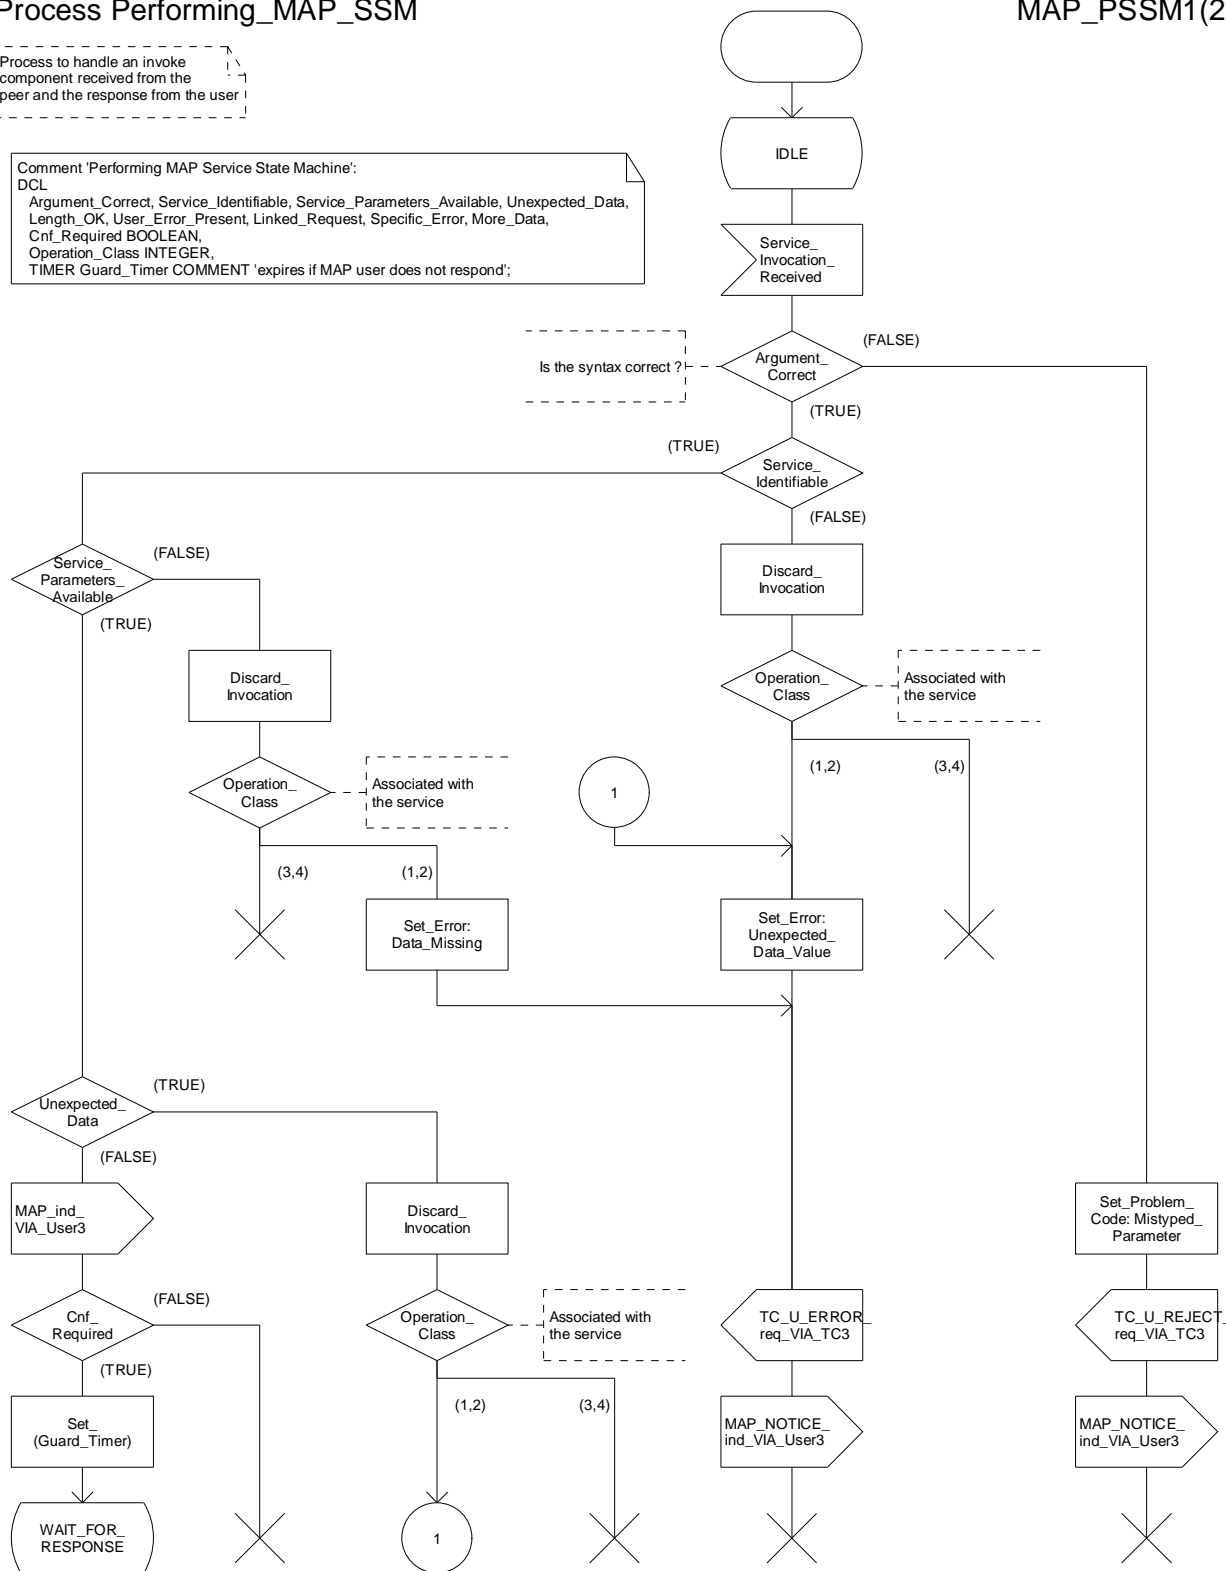 Process Performing_MAP_SSM
MAP_PSSM1(2
Process to handle an invoke
component received from the
peer and the response from the user
Comment 'Performing MAP Service State Machine':
DCL
Argument_Correct, Service_Identifiable, Service_Parameters_Available, Unexpected_Data,
Length_OK, User_Error_Present, Linked_Request, Specific_Error, More_Data,
Cnf_Required BOOLEAN,
Operation_Class INTEGER,
TIMER Guard_Timer COMMENT 'expires if MAP user does not respond';
IDLE
Service_
Invocation_
Received
Is the syntax correct ?
Argument_
Correct
(FALSE)
(TRUE)
(TRUE)
Service_
Identifiable
(FALSE)
Service_
Parameters_
Available
(FALSE)
(TRUE)
Discard_
Invocation
Discard_
Invocation
Operation_
Class
Associated with
the service
Operation_
Class
Associated with
the service
1
(1,2)
(3,4)
(3,4)
(1,2)
Set_Error:
Data_Missing
Set_Error:
Unexpected_
Data_Value
Unexpected_
Data
(TRUE)
(FALSE)
MAP_ind_
VIA_User3
Discard_
Invocation
Set_Problem_
Code: Mistyped_
Parameter
Cnf_
Required
(FALSE)
(TRUE)
Operation_
Class
Associated with
the service
TC_U_ERROR_
req_VIA_TC3
TC_U_REJECT_
req_VIA_TC3
Set_
(Guard_Timer)
(1,2)
(3,4)
MAP_NOTICE_
ind_VIA_User3
MAP_NOTICE_
ind_VIA_User3
WAIT_FOR_
RESPONSE
1